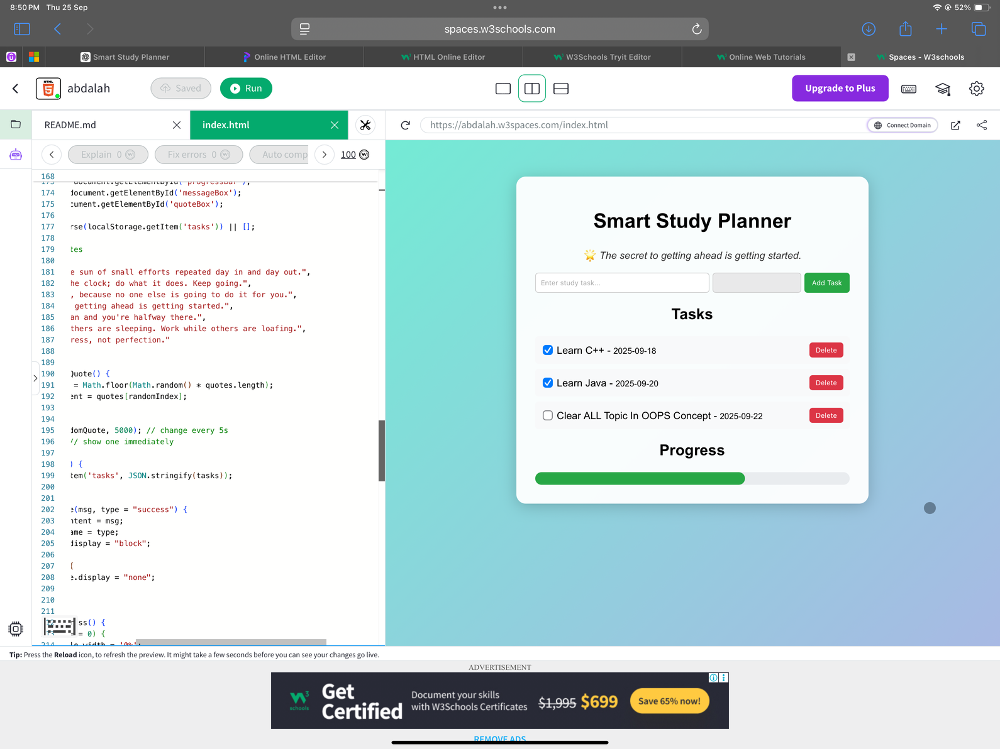 8:50 PM Thu 25 Sep
52%
spaces.w3schools.com
Smart Study Planner
Online HTML Editor
HTML Online Editor
W3Schools Tryit Editor
Online Web Tutorials
Spaces - W3schools
HTML
abdalah
Saved
Run
Upgrade to Plus
README.md
index.html
https://abdalah.w3spaces.com/index.html
Connect Domain
Explain 0
Fix errors 0
Auto comp
100
168
document.getElementById('progressBar');
174 document.getElementById('messageBox');
175 cument.getElementById('quoteBox');
176
177 rse(localStorage.getItem('tasks')) || [];
178
179 tes
180
181 e sum of small efforts repeated day in and day out.",
182 he clock; do what it does. Keep going.",
183 , because no one else is going to do it for you.",
184 getting ahead is getting started.",
185 an and you're halfway there.",
186 thers are sleeping. Work while others are loafing.",
187 ress, not perfection."
188
189
190 Quote() {
191 = Math.floor(Math.random() * quotes.length);
192 ent = quotes[randomIndex];
193
194
195 domQuote, 5000); // change every 5s
196 // show one immediately
197
198 ) {
199 tem('tasks', JSON.stringify(tasks));
200
201
202 e(msg, type = "success") {
203 ntent = msg;
204 ame = type;
205 display = "block";
206
207 {
208 e.display = "none";
209
210
211
ss() {
= 0) {
214 le.width = '0%';
Smart Study Planner
🌟 The secret to getting ahead is getting started.
Enter study task...
Add Task
Tasks
Learn C++ - 2025-09-18
Delete
Learn Java - 2025-09-20
Delete
Clear ALL Topic In OOPS Concept - 2025-09-22
Delete
Progress
Tip: Press the Reload icon, to refresh the preview. It might take a few seconds before you can see your changes go live.
ADVERTISEMENT
W3 schools
Get Certified
Document your skills
with W3Schools Certificates
$1,995 $699
Save 65% now!
REMOVE ADS